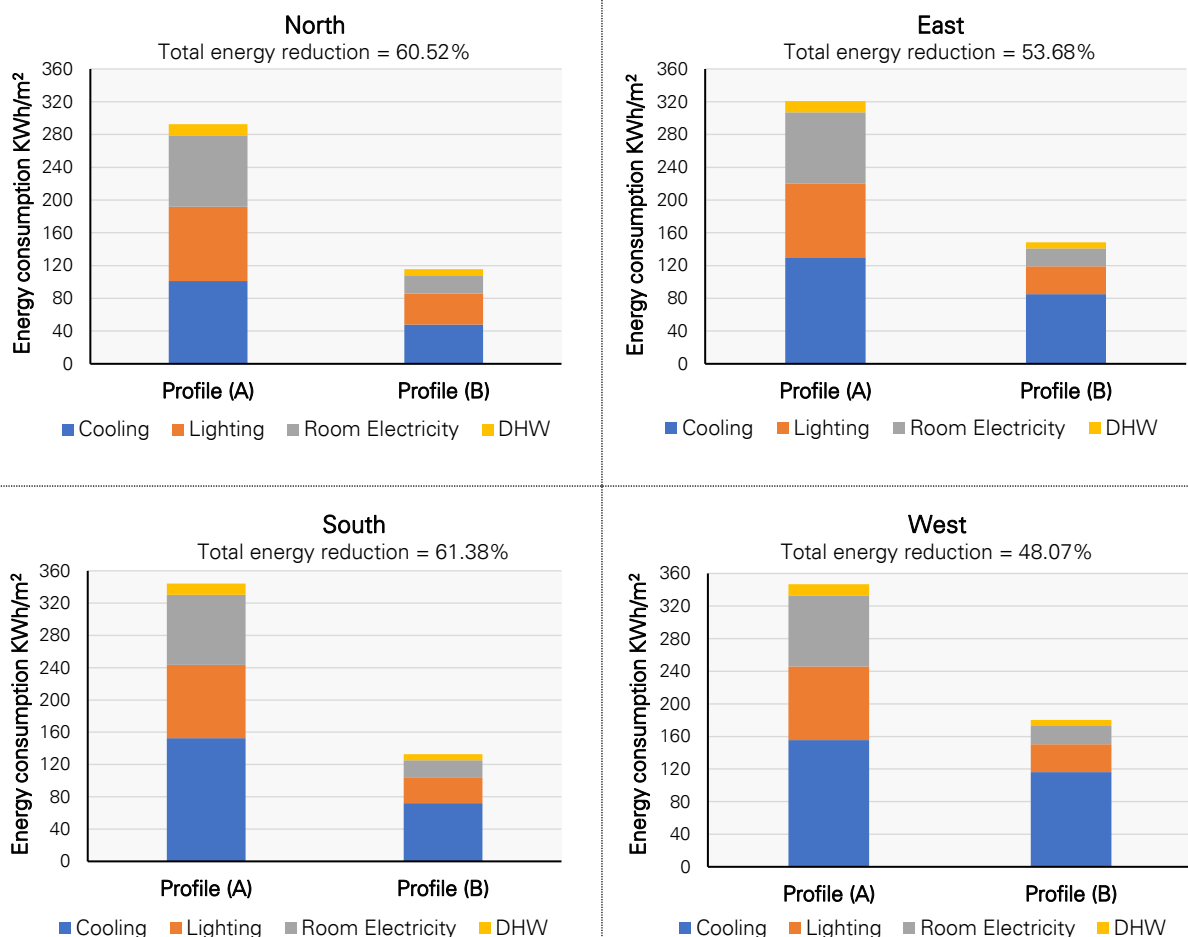 North
Total energy reduction = 60.52%
Energy consumption KWh/m²
360
320
280
240
200
160
120
80
40
0
Profile (A) Profile (B)
Cooling Lighting Room Electricity DHW
East
Total energy reduction = 53.68%
Energy consumption KWh/m²
360
320
280
240
200
160
120
80
40
0
Profile (A) Profile (B)
Cooling Lighting Room Electricity DHW
South
Total energy reduction = 61.38%
Energy consumption KWh/m²
360
320
280
240
200
160
120
80
40
0
Profile (A) Profile (B)
Cooling Lighting Room Electricity DHW
West
Total energy reduction = 48.07%
Energy consumption KWh/m²
360
320
280
240
200
160
120
80
40
0
Profile (A) Profile (B)
Cooling Lighting Room Electricity DHW